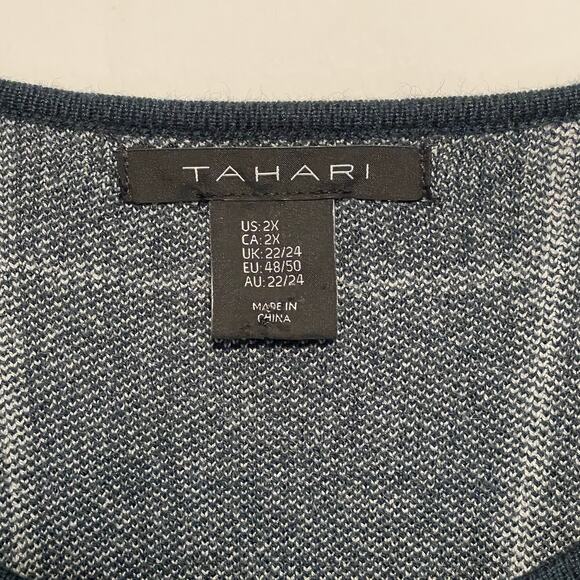 TAHARI
US: 2X
CA: 2X
UK: 22/24
EU: 48/50
AU: 22/24
MADE IN
CHINA